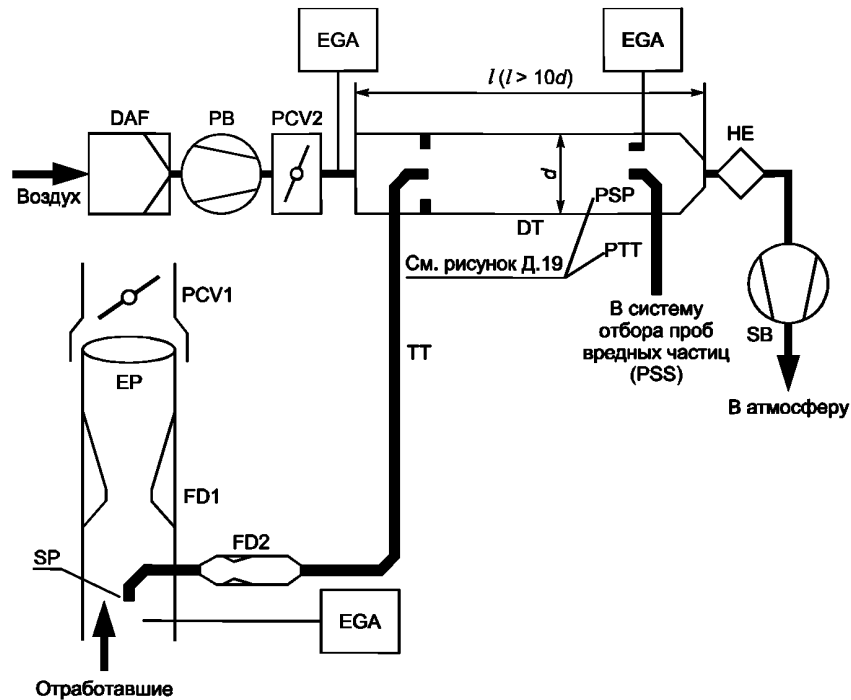 EGA
EGA
l (l > 10d)
DAF
PB
PCV2
HE
Воздух
d
PSP
DT
PTT
См. рисунок Д.19
PCV1
В систему
отбора проб
вредных частиц
(PSS)
SB
TT
EP
В атмосферу
FD1
FD2
SP
EGA
Отработавшие